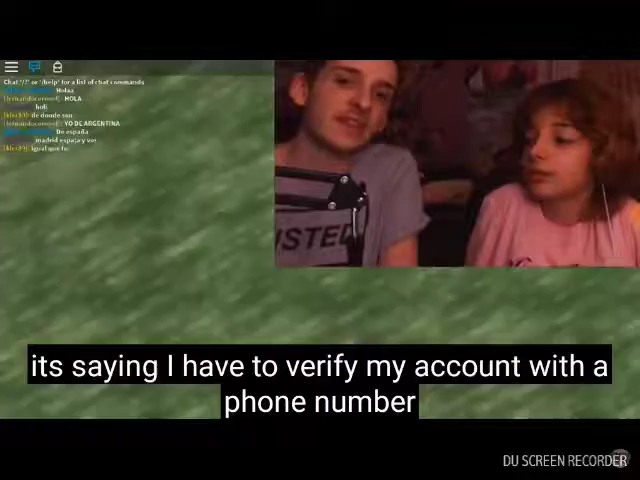 Chat '/?' or '/help' for a list of chat commands
Holaa
[fernandocorone]: HOLA
holi
de donde son
YO DE ARGENTINA
De españa
madrid españa y vos
igual que tu
USTED
its saying I have to verify my account with a
phone number
DU SCREEN RECORDER